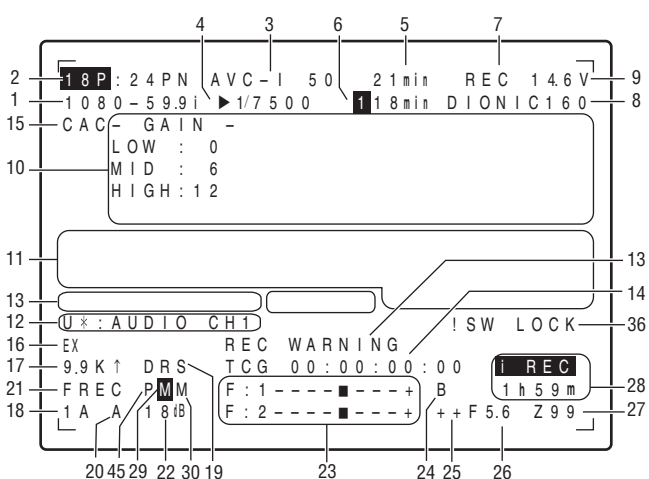 4 3 6 5 7
2 18P:24PN AVC-I 50 21min REC 14.6V 9
1 1080-59.9i ▶1/7500 118min DIONIC160 8
15 CAC - GAIN -
LOW : 0
10 MID : 6
HIGH:12
11
13 13
14
12 U*:AUDIO CH1 !SW LOCK 36
16 EX REC WARNING
17 9.9K↑ DRS TCG 00:00:00:00 i REC
21 FREC PMM F:1----■---+ B 1h59m 28
18 1A A 18dB F:2----■---+ ++F5.6 Z99 27
20 45 29 22 30 19 23 24 25 26